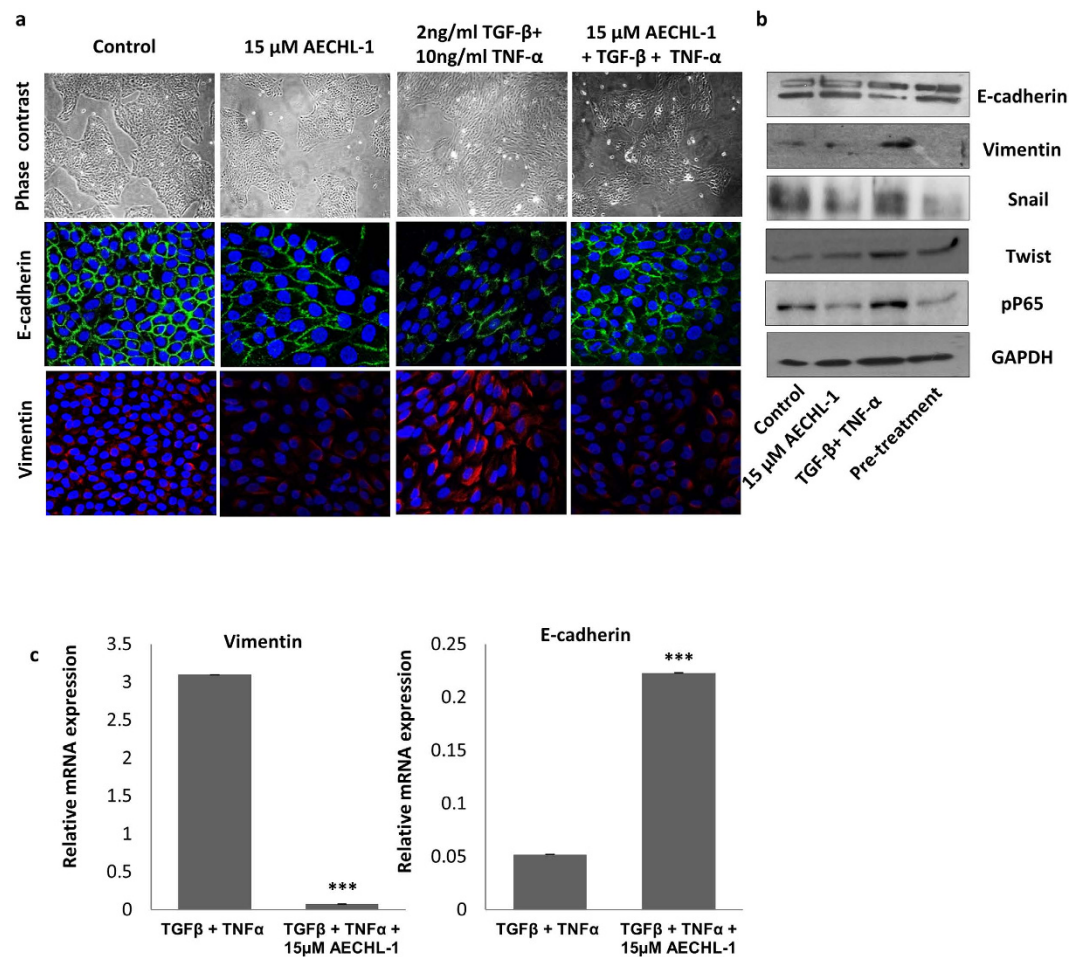 a
Control
15 μM AECHL-1
2ng/ml TGF-β+
10ng/ml TNF-α
15 μM AECHL-1
+ TGF-β + TNF-α
Phase contrast
E-cadherin
Vimentin
b
E-cadherin
Vimentin
Snail
Twist
pP65
GAPDH
Control
15 μM AECHL-1
TGF-β+ TNF-α
Pre-treatment
c
Vimentin
Relative mRNA expression
3.5
3
2.5
2
1.5
1
0.5
0
***
TGFβ + TNFα
TGFβ + TNFα +
15μM AECHL-1
E-cadherin
Relative mRNA expression
0.25
0.2
0.15
0.1
0.05
0
***
TGFβ + TNFα
TGFβ + TNFα +
15μM AECHL-1